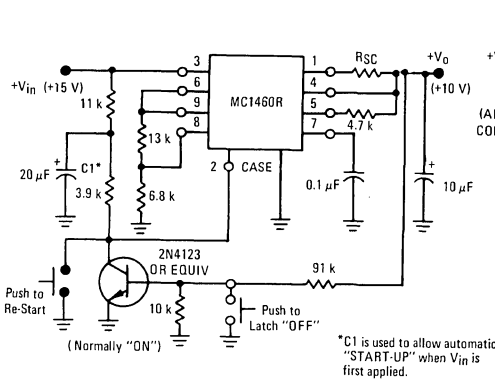 3
1
RSC
+Vo
+Vin (+15 V)
6
4
(+10 V)
11 k
MC1460R
9
5
13 k
8
4.7 k
7
20 µF
+
C1*
2
CASE
3.9 k
6.8 k
0.1 µF
+
10 µF
2N4123
OR EQUIV
91 k
Push to
Re-Start
10 k
Push to
Latch "OFF"
(Normally "ON")
*C1 is used to allow automatic
"START-UP" when Vin is
first applied.